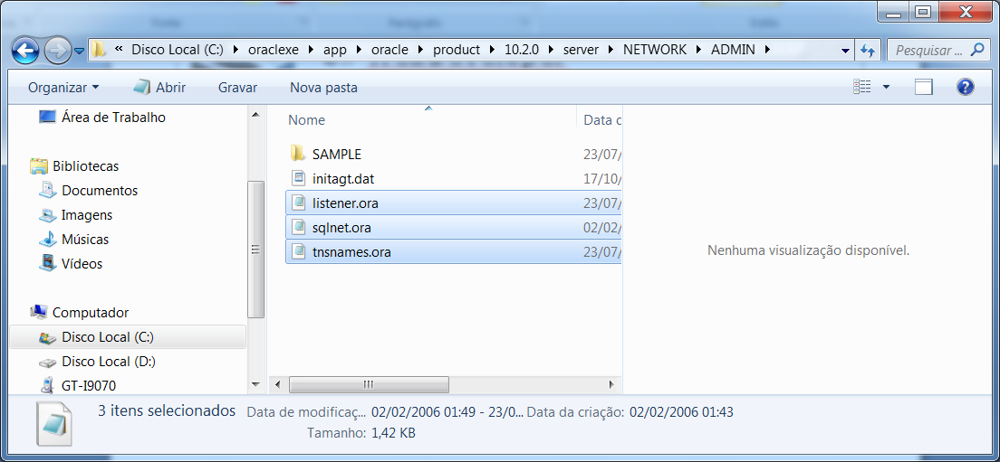 « Disco Local (C:) oraclexe app oracle product 10.2.0 server NETWORK ADMIN Pesquisar ...
Organizar Abrir Gravar Nova pasta
Área de Trabalho
Bibliotecas
Documentos
Imagens
Músicas
Vídeos
Computador
Disco Local (C:)
Disco Local (D:)
GT-I9070
Nome Data c
SAMPLE 23/07/
initagt.dat 17/10/
listener.ora 23/07/
sqlnet.ora 02/02/
tnsnames.ora 23/07/
Nenhuma visualização disponível.
3 itens selecionados Data de modificaç... 02/02/2006 01:49 - 23/0... Data da criação: 02/02/2006 01:43
Tamanho: 1,42 KB